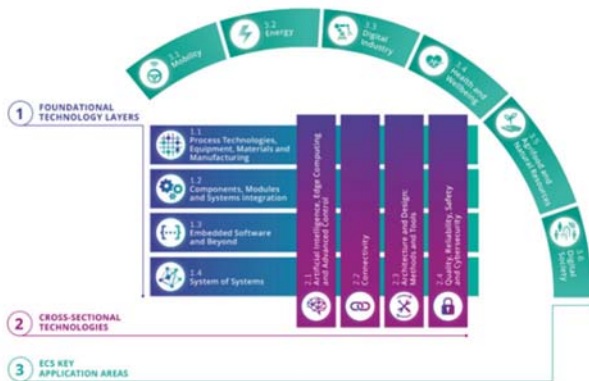 3.1
Mobility
3.2
Energy
3.3
Digital
Industry
3.4
Health and
Wellbeing
3.5
Agrifood and
Natural Resources
3.6
Digital
Society
1
FOUNDATIONAL
TECHNOLOGY LAYERS
1.1
Process Technologies,
Equipment, Materials and
Manufacturing
1.2
Components, Modules
and Systems Integration
1.3
Embedded Software
and Beyond
1.4
System of Systems
2.1
Artificial Intelligence, Edge Computing
and Advanced Control
2.2
Connectivity
2.3
Architecture and Design:
Methods and Tools
2.4
Quality, Reliability, Safety
and Cybersecurity
2
CROSS-SECTIONAL
TECHNOLOGIES
3
ECS KEY
APPLICATION AREAS